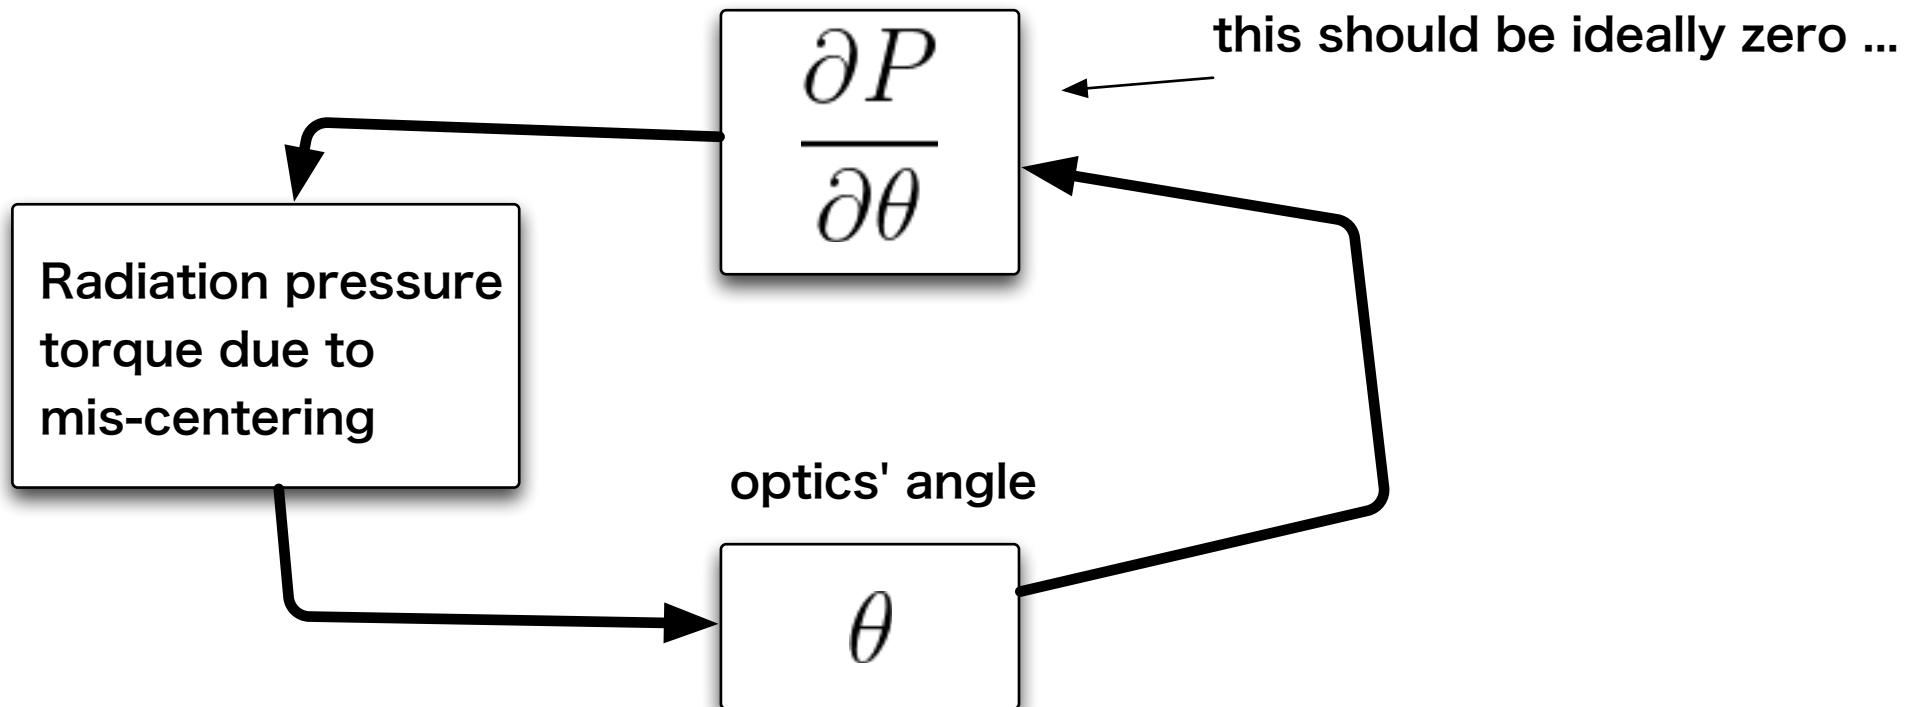 this should be ideally zero ...
∂P
∂θ
Radiation pressure
torque due to
mis-centering
optics' angle
θ